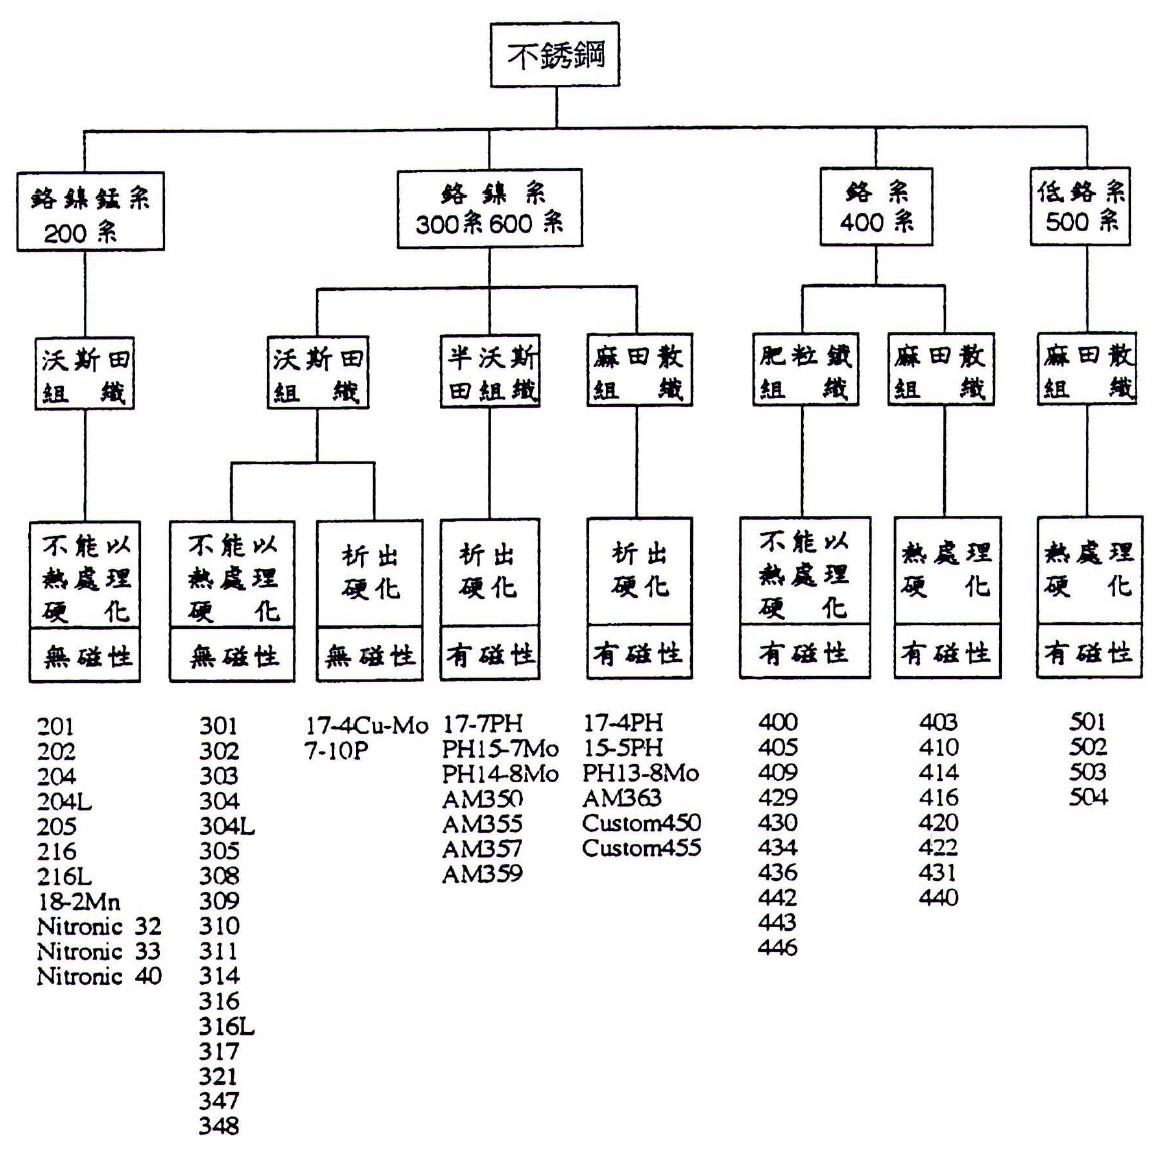 不銹鋼
鉻鎳錳系
200系
鉻鎳系
300系600系
鉻系
400系
低鉻系
500系
沃斯田
組織
沃斯田
組織
半沃斯
田組織
麻田散
組織
肥粒鐵
組織
麻田散
組織
麻田散
組織
不能以
熱處理
硬化
無磁性
不能以
熱處理
硬化
無磁性
析出
硬化
無磁性
析出
硬化
有磁性
析出
硬化
有磁性
不能以
熱處理
硬化
有磁性
熱處理
硬化
有磁性
熱處理
硬化
有磁性
201
202
204
204L
205
216
216L
18-2Mn
Nitronic 32
Nitronic 33
Nitronic 40
301
302
303
304
304L
305
308
309
310
311
314
316
316L
317
321
347
348
17-4Cu-Mo
7-10P
17-7PH
PH15-7Mo
PH14-8Mo
AM350
AM355
AM357
AM359
17-4PH
15-5PH
PH13-8Mo
AM363
Custom450
Custom455
400
405
409
429
430
434
436
442
443
446
403
410
414
416
420
422
431
440
501
502
503
504